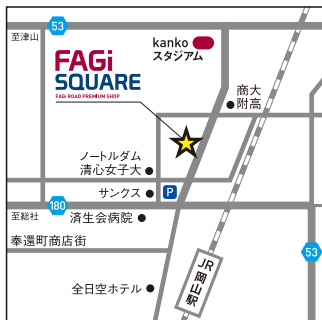 53
至津山
kanko
スタジアム
FAGi
SQUARE
FAGi ROAD PREMIUM SHOP
商大
附高
ノートルダム
清心女子大
サンクス
P
180
至総社
済生会病院
奉還町商店街
53
JR
岡山駅
全日空ホテル